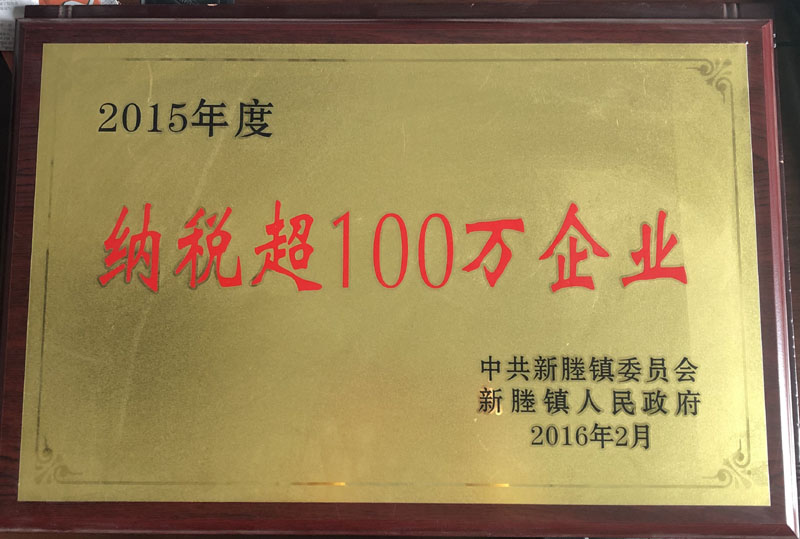 2015年度
纳税超100万企业
中共新塍镇委员会
新塍镇人民政府
2016年2月